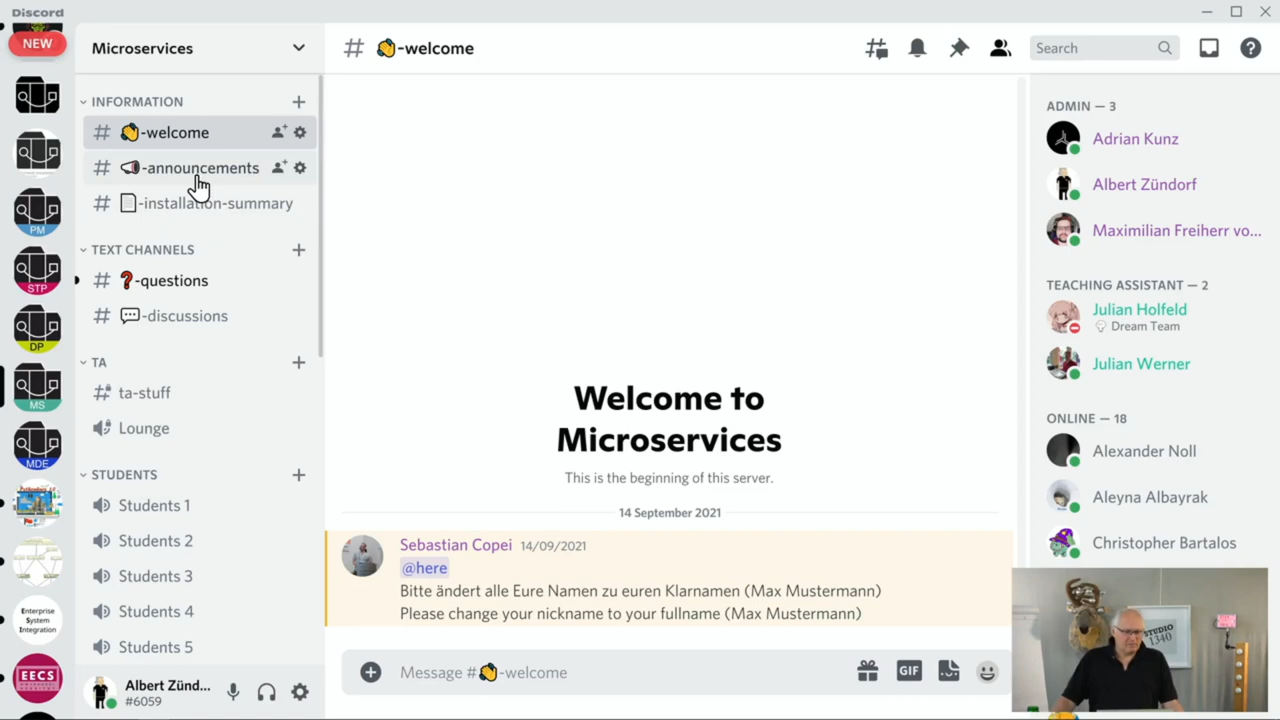 Discord
NEW
PM
STP
DP
MS
MDE
Enterprise
System
Integration
EECS
Microservices
INFORMATION
-welcome
-announcements
-installation-summary
TEXT CHANNELS
-questions
-discussions
TA
ta-stuff
Lounge
STUDENTS
Students 1
Students 2
Students 3
Students 4
Students 5
Albert Zünd...
#6059
# -welcome
Search
Welcome to
Microservices
This is the beginning of this server.
14 September 2021
Sebastian Copei 14/09/2021
@here
Bitte ändert alle Eure Namen zu euren Klarnamen (Max Mustermann)
Please change your nickname to your fullname (Max Mustermann)
Message #👏-welcome
GIF
ADMIN — 3
Adrian Kunz
Albert Zündorf
Maximilian Freiherr vo...
TEACHING ASSISTANT — 2
Julian Holfeld
Dream Team
Julian Werner
ONLINE — 18
Alexander Noll
Aleyna Albayrak
Christopher Bartalos
STUDIO
1340